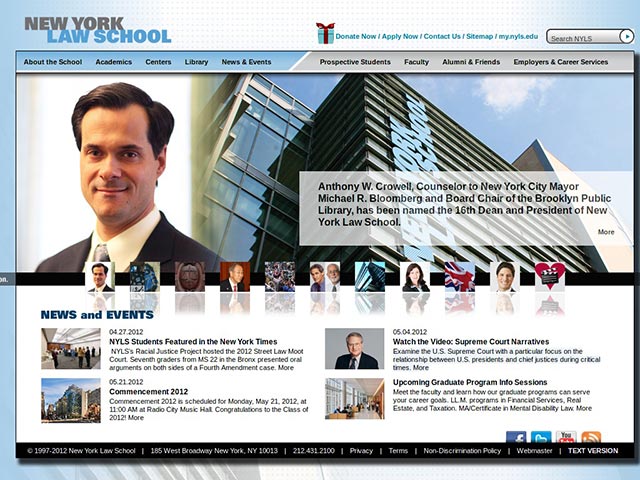 NEW YORK
LAW SCHOOL
Donate Now / Apply Now / Contact Us / Sitemap / my.nyls.edu
Search NYLS
About the School Academics Centers Library News & Events Prospective Students Faculty Alumni & Friends Employers & Career Services
New York
Law School
Anthony W. Crowell, Counselor to New York City Mayor
Michael R. Bloomberg and Board Chair of the Brooklyn Public
Library, has been named the 16th Dean and President of New
York Law School.
More
on.
NEWS and EVENTS
04.27.2012
NYLS Students Featured in the New York Times
NYLS's Racial Justice Project hosted the 2012 Street Law Moot
Court. Seventh graders from MS 22 in the Bronx presented oral
arguments on both sides of a Fourth Amendment case. More
05.21.2012
Commencement 2012
Commencement 2012 is scheduled for Monday, May 21, 2012, at
11:00 AM at Radio City Music Hall. Congratulations to the Class of
2012! More
05.04.2012
Watch the Video: Supreme Court Narratives
Examine the U.S. Supreme Court with a particular focus on the
relationship between U.S. presidents and chief justices during critical
times. More
Upcoming Graduate Program Info Sessions
Meet the faculty and learn how our graduate programs can serve
your career goals. LL.M. programs in Financial Services, Real
Estate, and Taxation. MA/Certificate in Mental Disability Law. More
You
© 1997-2012 New York Law School | 185 West Broadway New York, NY 10013 | 212.431.2100 | Privacy | Terms | Non-Discrimination Policy | Webmaster | TEXT VERSION